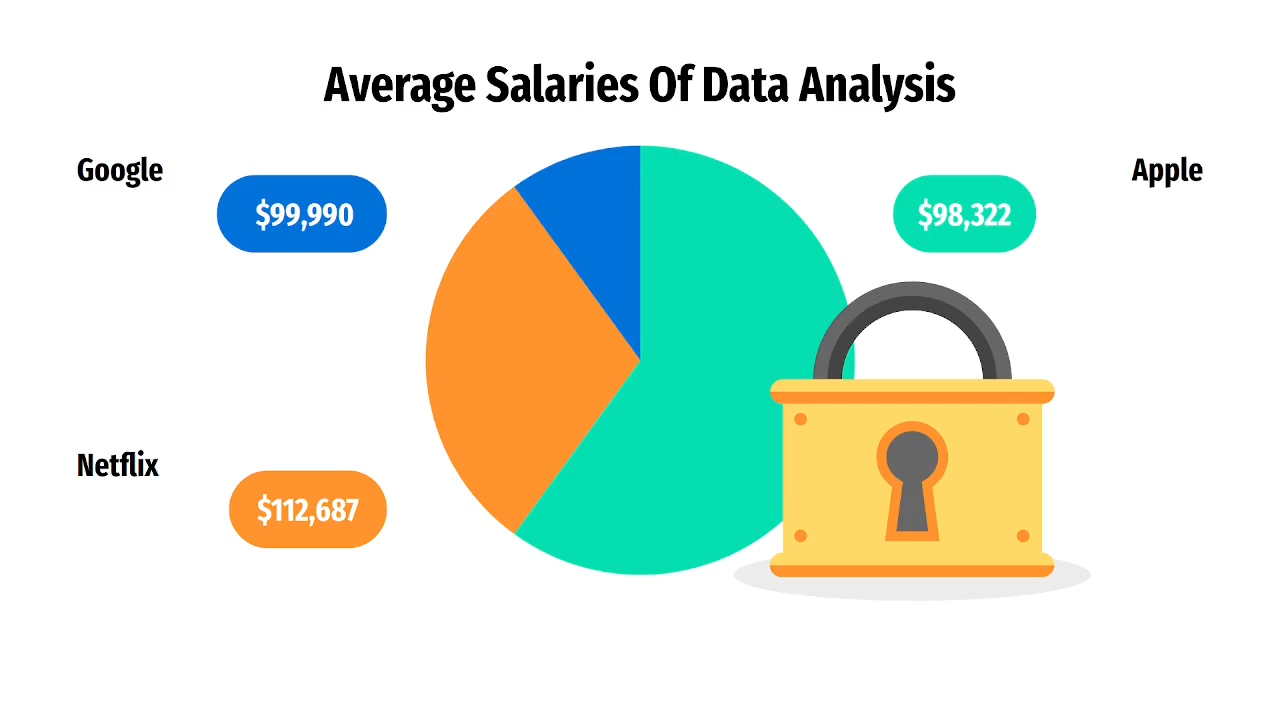 Average Salaries Of Data Analysis
Google
$99,990
Apple
$98,322
Netflix
$112,687